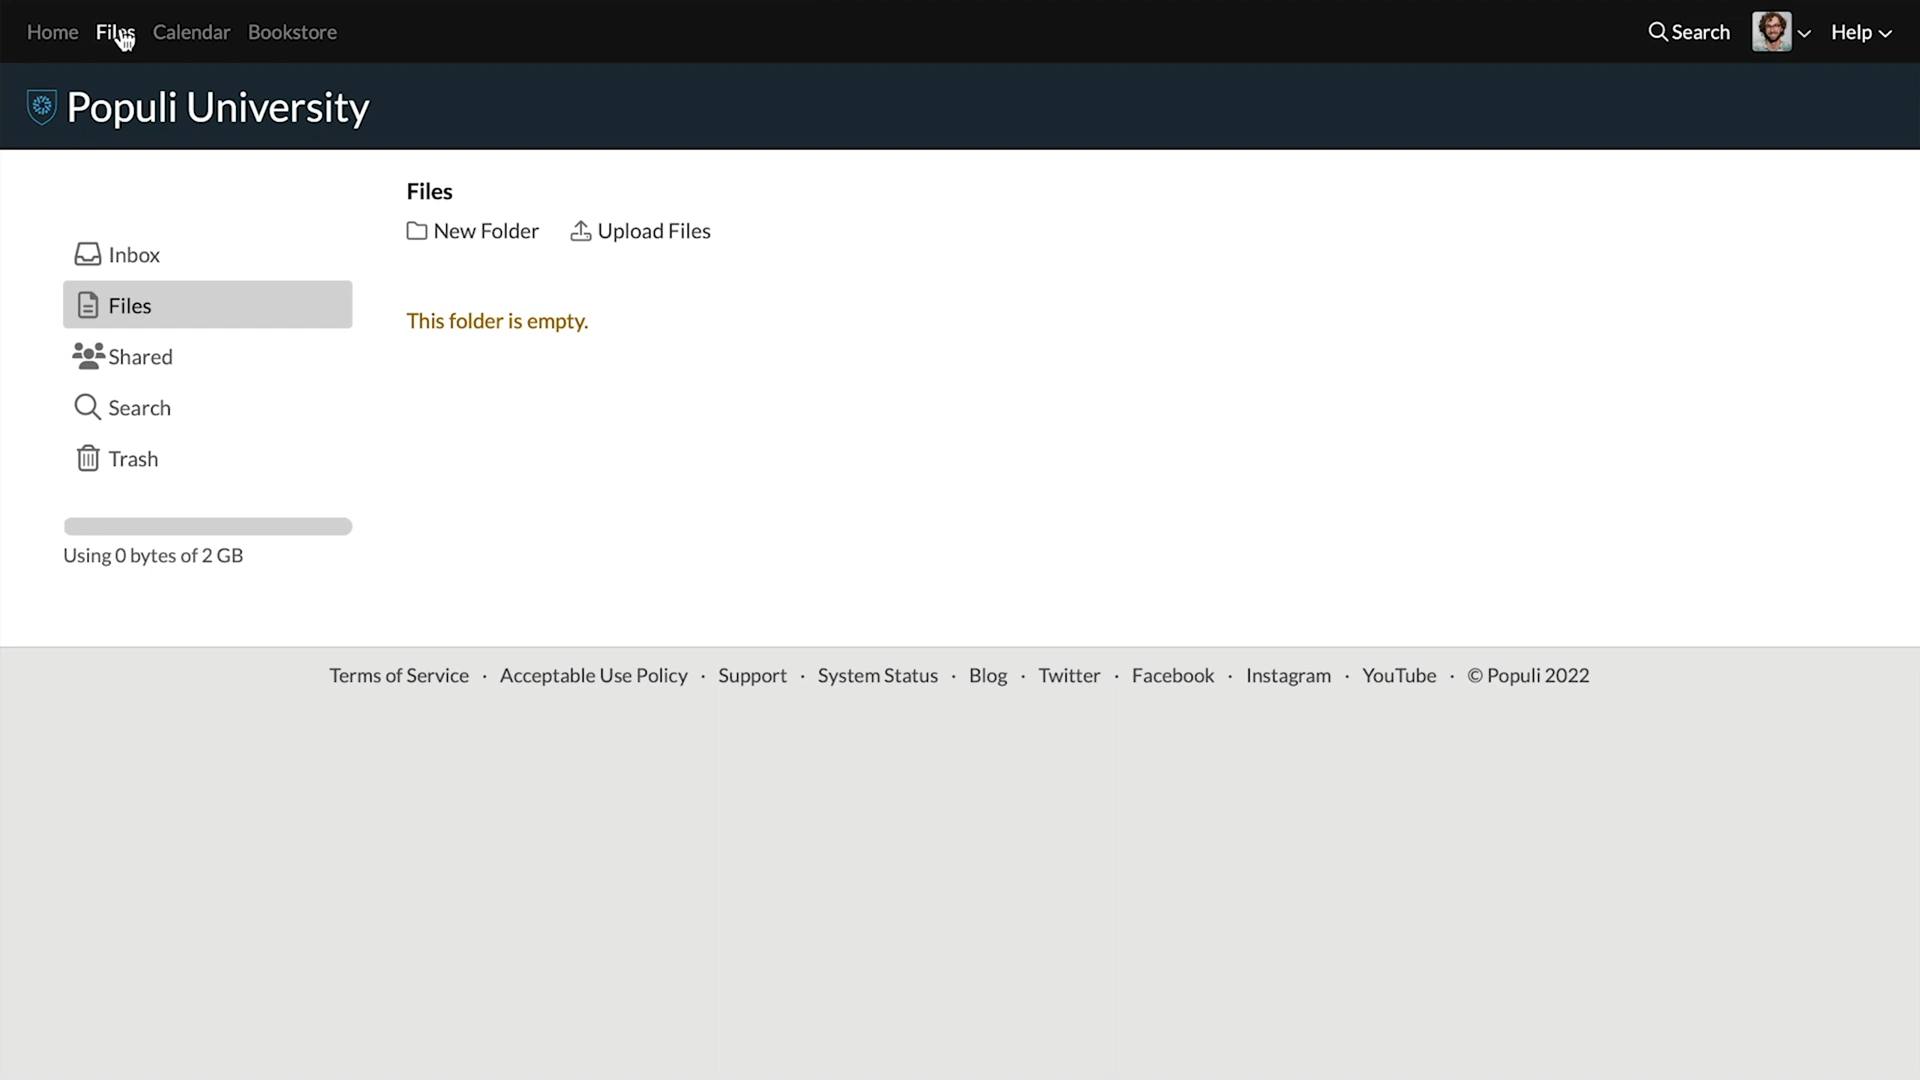 Home Files Calendar Bookstore Search Help
Populi University
Files
New Folder Upload Files
Inbox
Files
This folder is empty.
Shared
Search
Trash
Using 0 bytes of 2 GB
Terms of Service · Acceptable Use Policy · Support · System Status · Blog · Twitter · Facebook · Instagram · YouTube · © Populi 2022